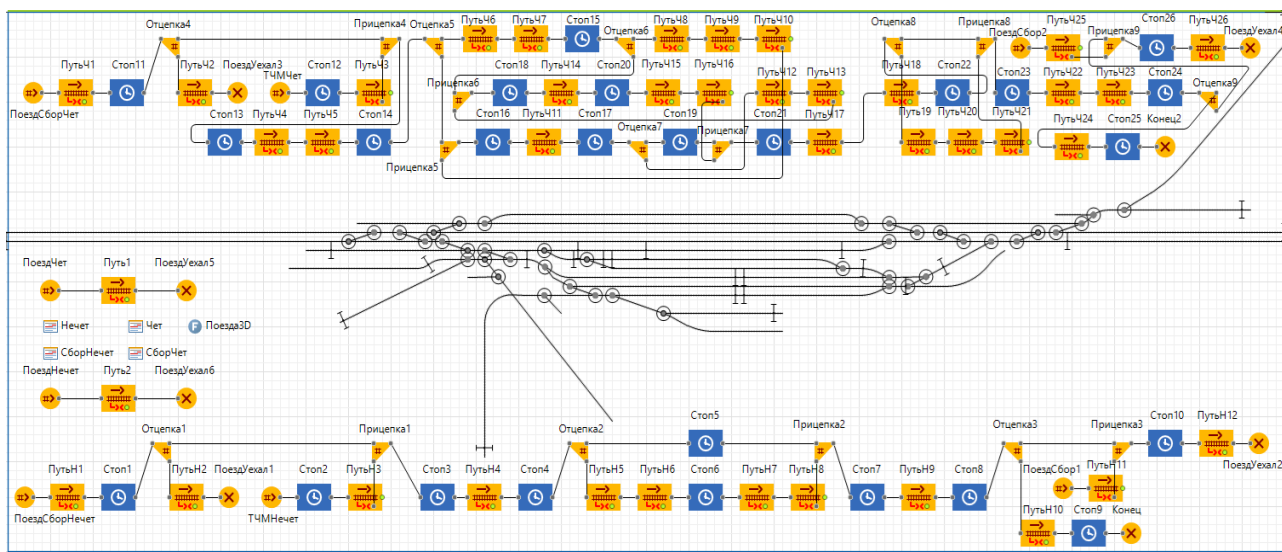 Отцепка4
Прицепка4
Отцепка5
ПутьЧ6
ПутьЧ7
Стоп15
Отцепка6
ПутьЧ8
ПутьЧ9
ПутьЧ10
Отцепка8
Прицепка8
ПоездСбор2
ПутьЧ25
Прицепка9
Стоп26
ПутьЧ26
ПоездУехал4
ПутьЧ1
Стоп11
ПутьЧ2
ПоездУехал3
ТЧМЧет
Стоп12
ПутьЧ3
Прицепка6
Стоп18
ПутьЧ14
Стоп20
ПутьЧ15
ПутьЧ16
ПутьЧ12
ПутьЧ13
ПутьЧ18
Стоп22
Стоп23
ПутьЧ22
ПутьЧ23
Стоп24
Отцепка9
ПоездСборЧет
Стоп13
ПутьЧ4
ПутьЧ5
Стоп14
Прицепка5
Стоп16
ПутьЧ11
Стоп17
Отцепка7
Стоп19
Прицепка7
Стоп21
ПутьЧ17
Путь19
ПутьЧ20
ПутьЧ21
ПутьЧ24
Стоп25
Конец2
ПоездЧет
Путь1
ПоездУехал5
Нечет
Чет
F
Поезда3D
СборНечет
СборЧет
ПоездНечет
Путь2
ПоездУехал6
Отцепка1
Прицепка1
Отцепка2
Стоп5
Прицепка2
Отцепка3
Прицепка3
Стоп10
ПутьН12
ПоездУехал2
ПутьН1
Стоп1
ПутьН2
ПоездУехал1
Стоп2
ПутьН3
Стоп3
ПутьН4
Стоп4
ПутьН5
ПутьН6
Стоп6
ПутьН7
ПутьН8
Стоп7
ПутьН9
Стоп8
ПоездСбор1
ПутьН11
ПоездСборНечет
ТЧМНечет
ПутьН10
Стоп9
Конец